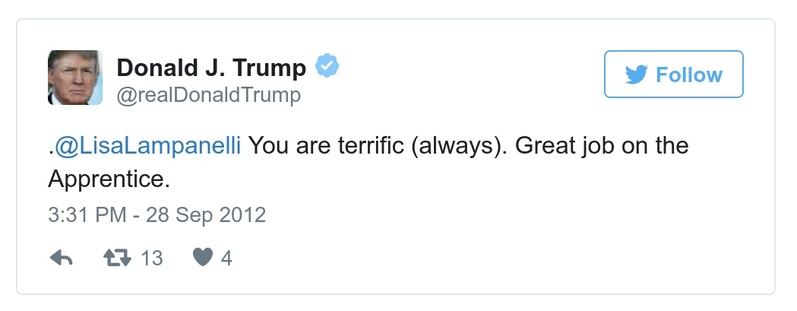 Donald J. Trump
@realDonaldTrump
Follow
.@LisaLampanelli You are terrific (always). Great job on the
Apprentice.
3:31 PM - 28 Sep 2012
13 4